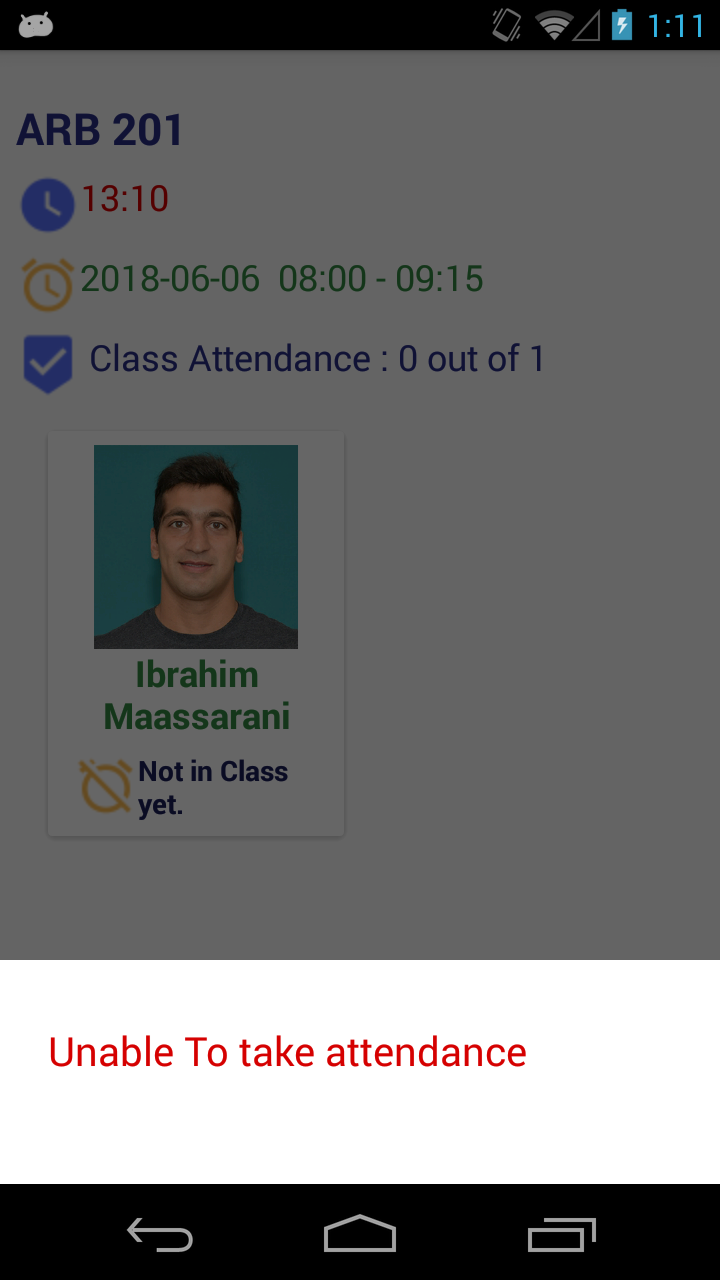 1:11
ARB 201
13:10
2018-06-06 08:00 - 09:15
Class Attendance : 0 out of 1
Ibrahim
Maassarani
Not in Class
yet.
Unable To take attendance